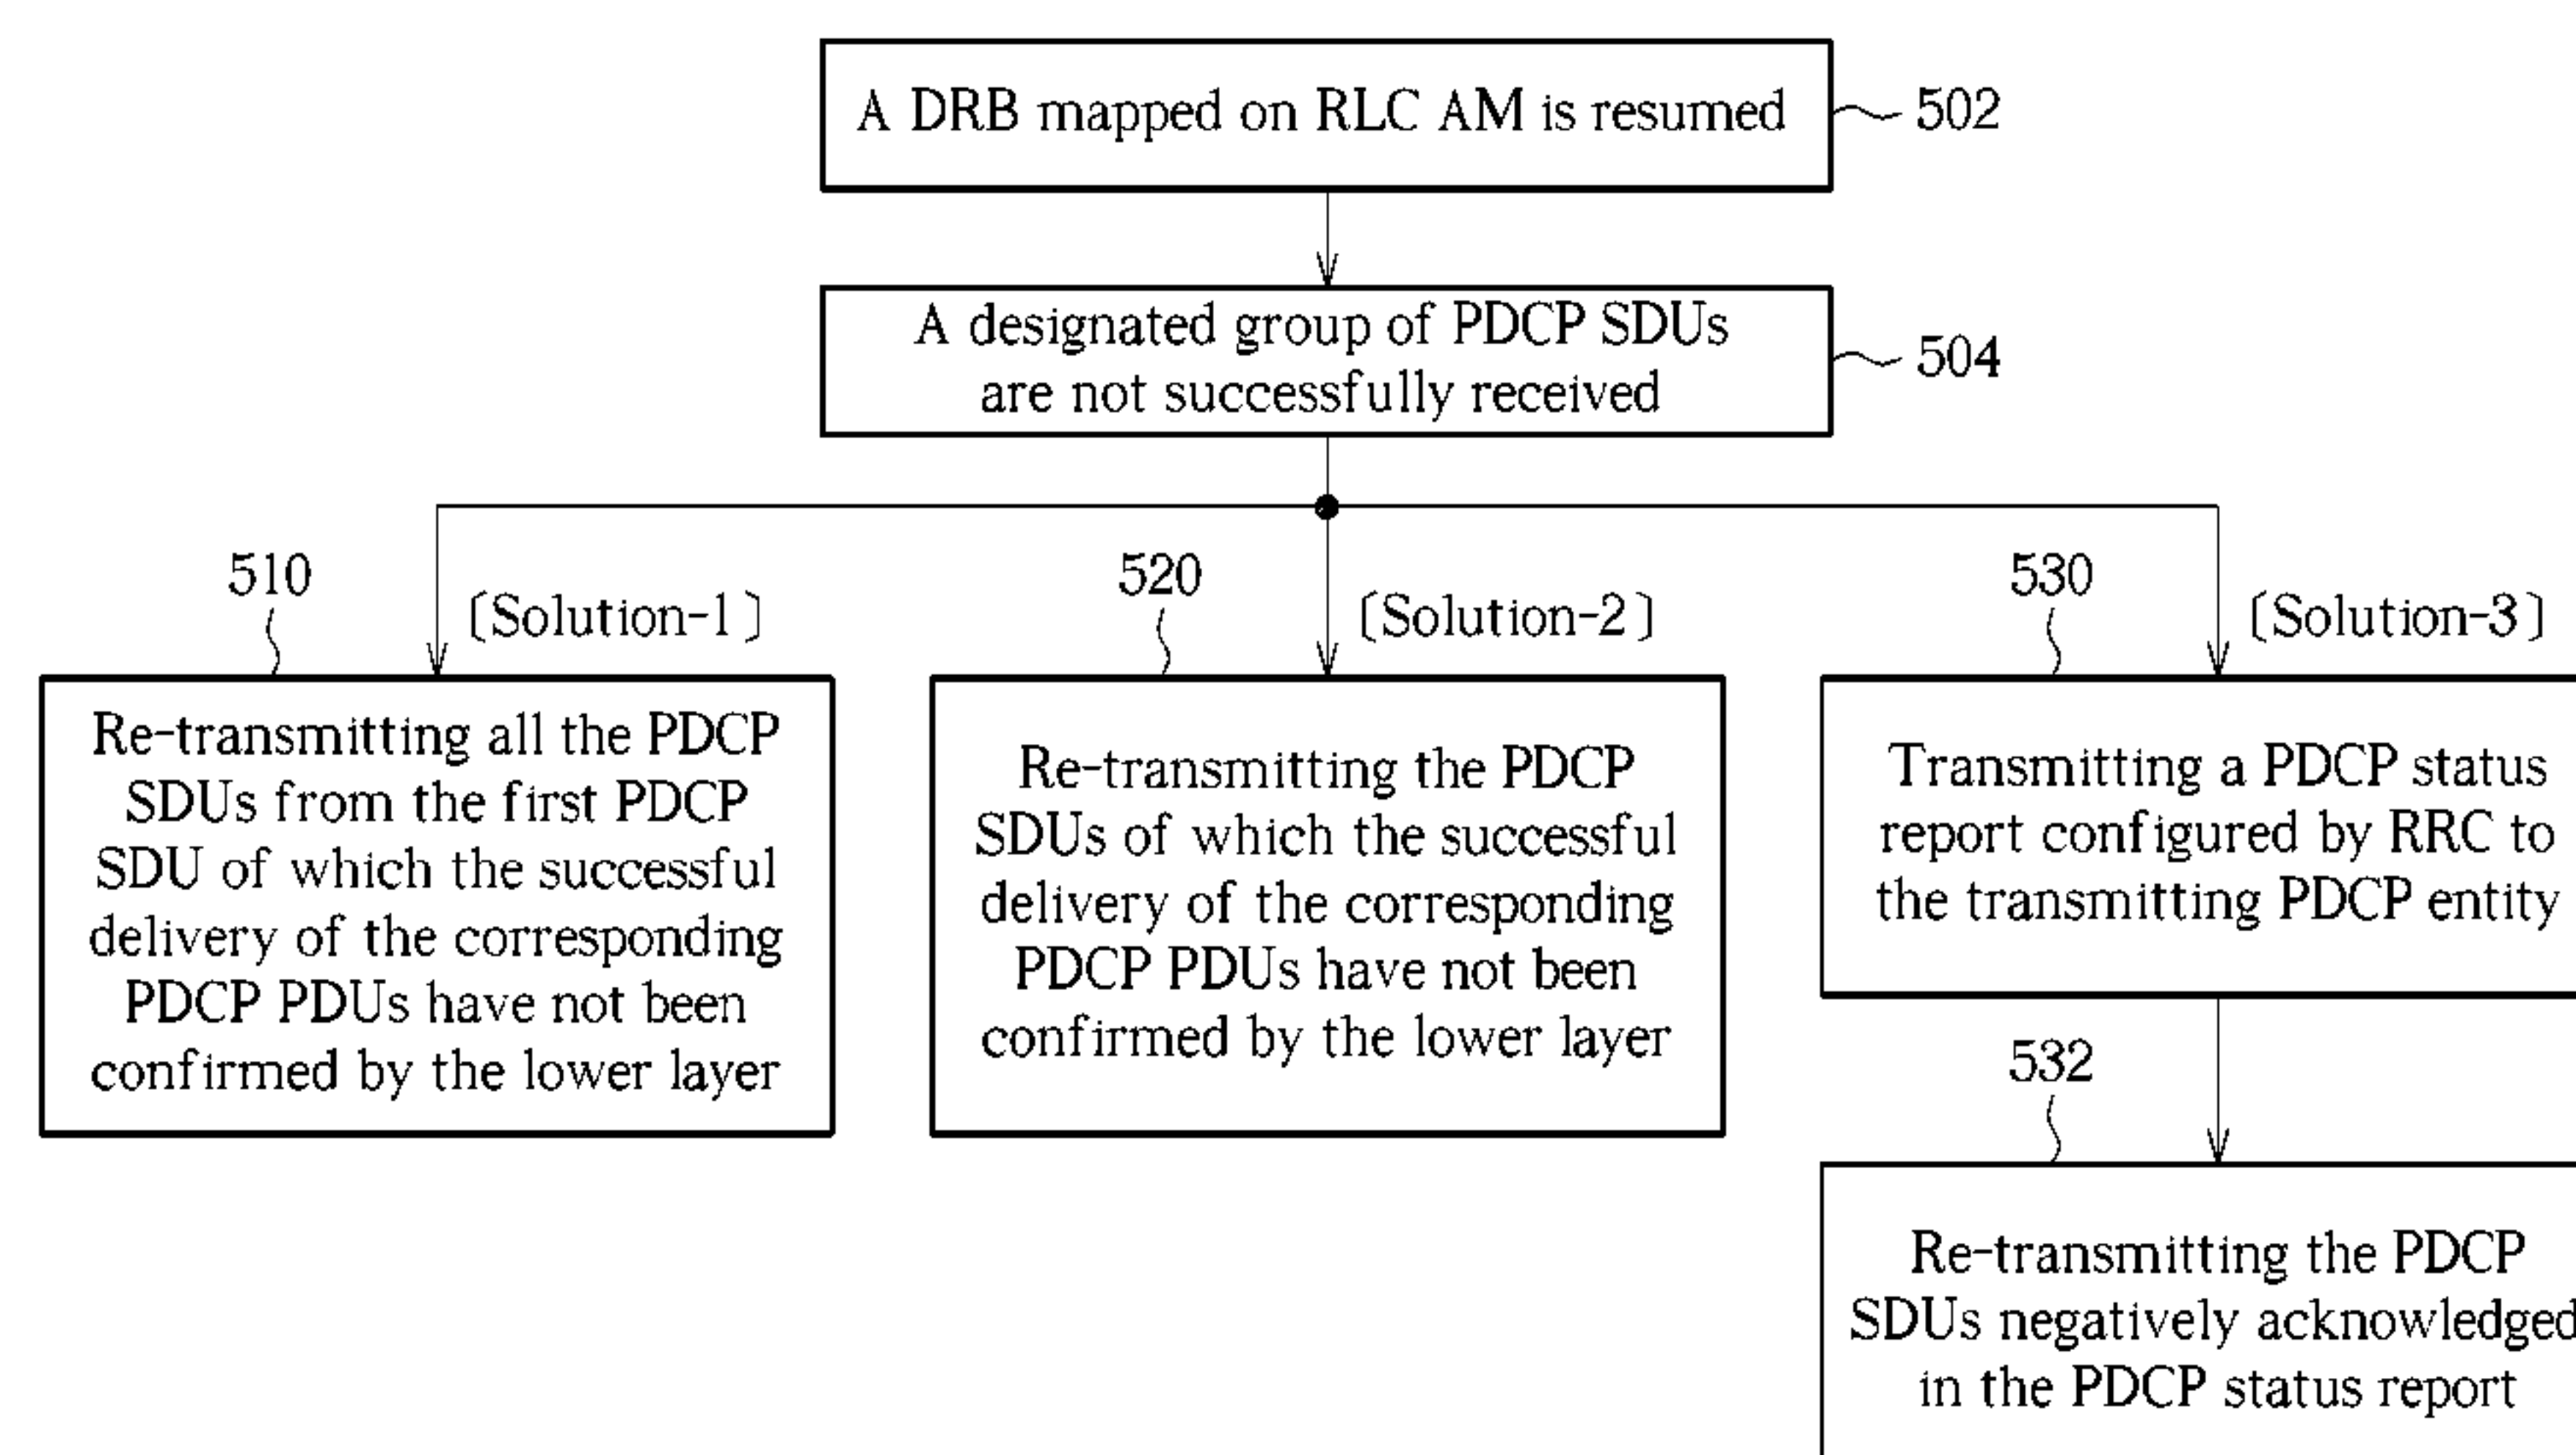 A DRB mapped on RLC AM is resumed
502
A designated group of PDCP SDUs
are not successfully received
504
510
[Solution-1]
Re-transmitting all the PDCP
SDUs from the first PDCP
SDU of which the successful
delivery of the corresponding
PDCP PDUs have not been
confirmed by the lower layer
520
[Solution-2]
Re-transmitting the PDCP
SDUs of which the successful
delivery of the corresponding
PDCP PDUs have not been
confirmed by the lower layer
530
[Solution-3]
Transmitting a PDCP status
report configured by RRC to
the transmitting PDCP entity
532
Re-transmitting the PDCP
SDUs negatively acknowledged
in the PDCP status report